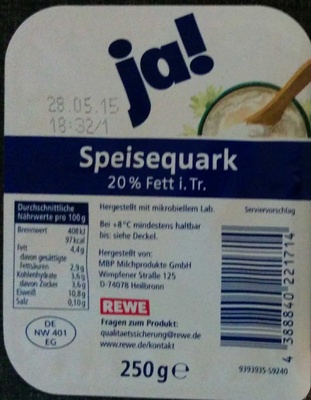 ja!
28.05.15
18:32/1
Speisequark
20% Fett i. Tr.
Durchschnittliche
Nährwerte pro 100g
Brennwert 408kJ
97kcal
Fett 4,4g
davon gesättigte
Fettsäuren 2,9g
Kohlenhydrate 3,6g
davon Zucker 3,6g
Eiweiß 10,8g
Salz 0,10g
DE
NW 401
EG
Hergestellt mit mikrobiellem Lab.
Bei +8°C mindestens haltbar
bis: siehe Deckel.
Hergestellt von:
MBP Milchprodukte GmbH
Wimpfener Straße 125
D-74078 Heilbronn
REWE
Fragen zum Produkt:
qualitaetssicherung@rewe.de
www.rewe.de/kontakt
250g e
Serviervorschlag
4 388840 221714
9393935-59240